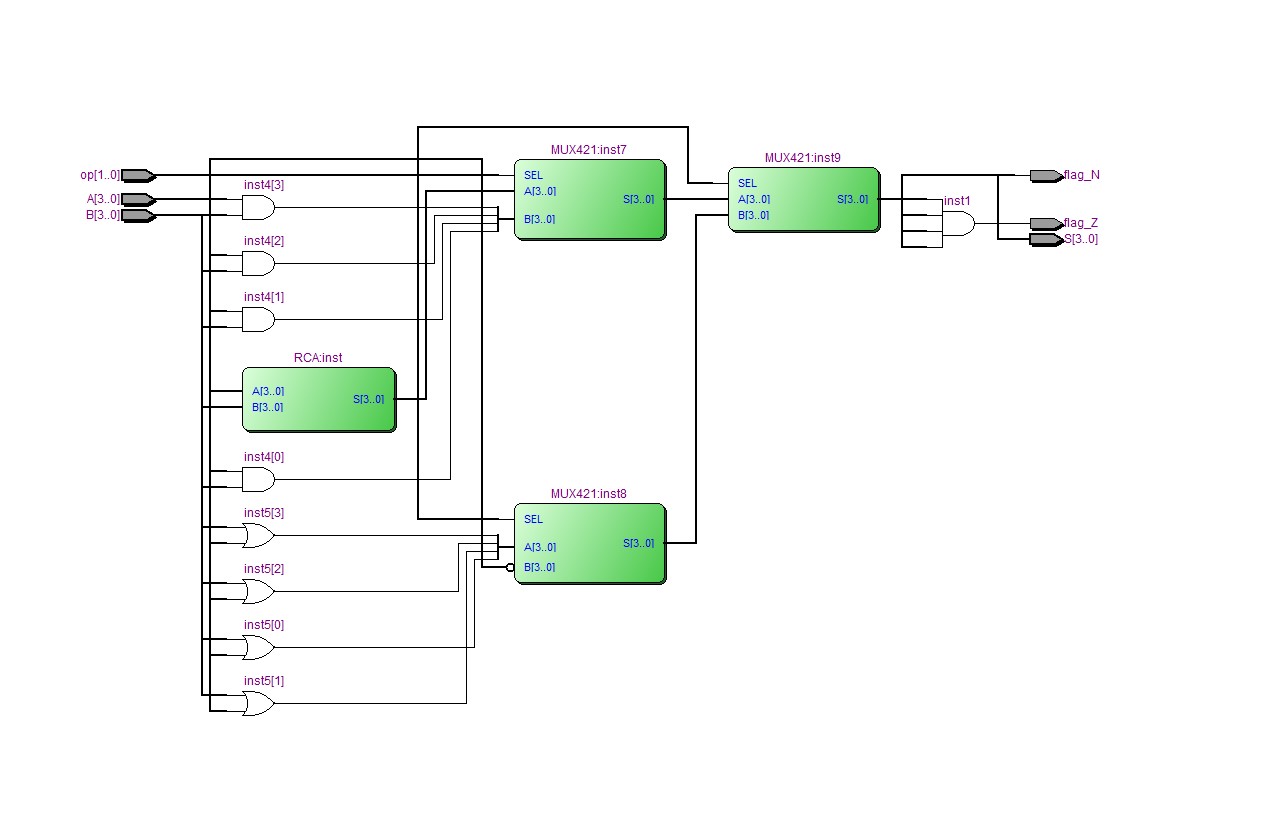 MUX421:inst7
MUX421:inst9
op[1..0]
SEL
flag_N
inst4[3]
A[3..0]
S[3..0]
SEL
A[3..0]
A[3..0]
S[3..0]
inst1
B[3..0]
B[3..0]
B[3..0]
flag_Z
inst4[2]
S[3..0]
inst4[1]
RCA:inst
A[3..0]
S[3..0]
B[3..0]
inst4[0]
MUX421:inst8
inst5[3]
SEL
A[3..0]
S[3..0]
B[3..0]
inst5[2]
inst5[0]
inst5[1]